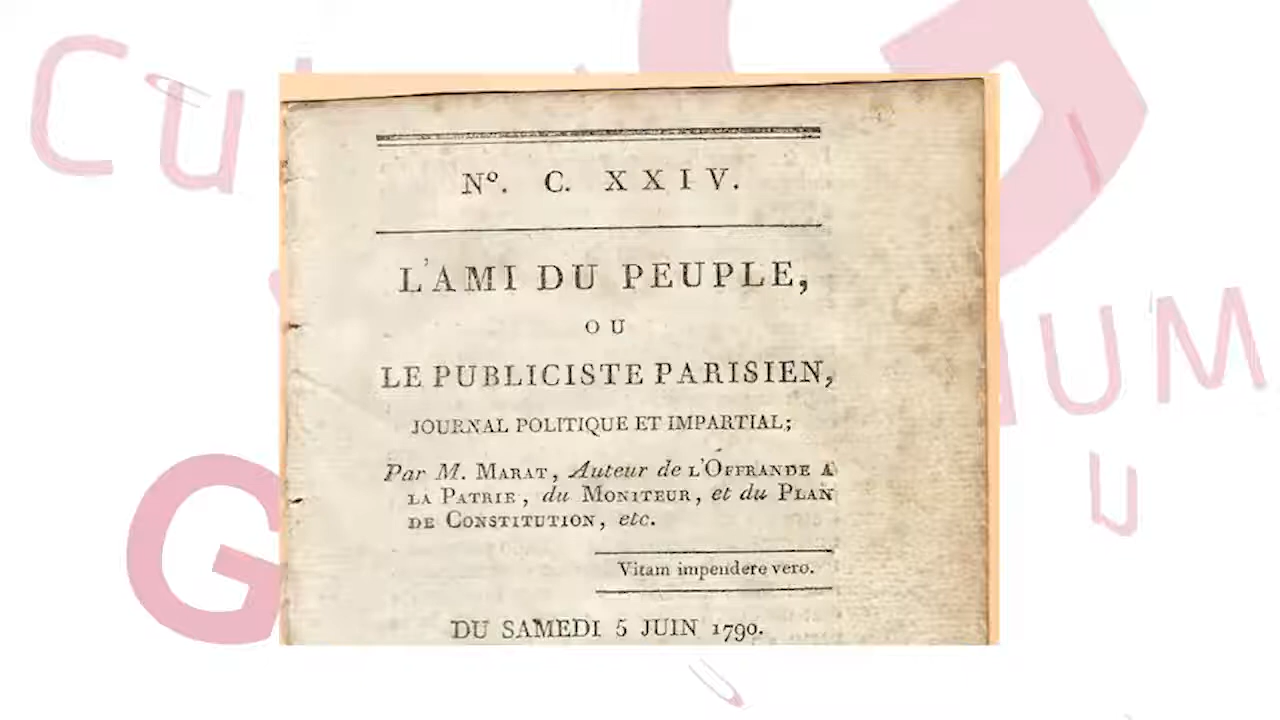 Nº. C. XXIV.
L'AMI DU PEUPLE,
OU
LE PUBLICISTE PARISIEN,
JOURNAL POLITIQUE ET IMPARTIAL;
Par M. MARAT, Auteur de L'OFFRANDE A
LA PATRIE, du MONITEUR, et du PLAN
DE CONSTITUTION, etc.
Vitam impendere vero.
DU SAMEDI 5 JUIN 1790.